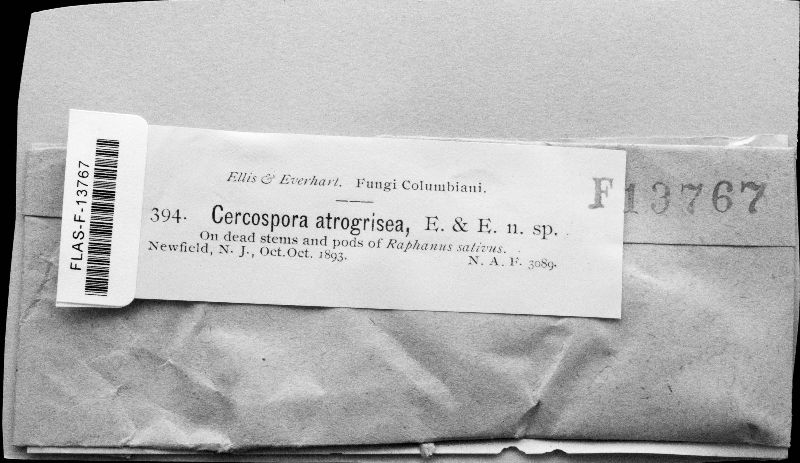 FLAS-F-13767
Ellis & Everhart. Fungi Columbiani.
F13767
394. Cercospora atrogrisea, E. & E. n. sp.
On dead stems and pods of Raphanus sativus.
Newfield, N. J., Oct.Oct. 1893.
N. A. F. 3089.